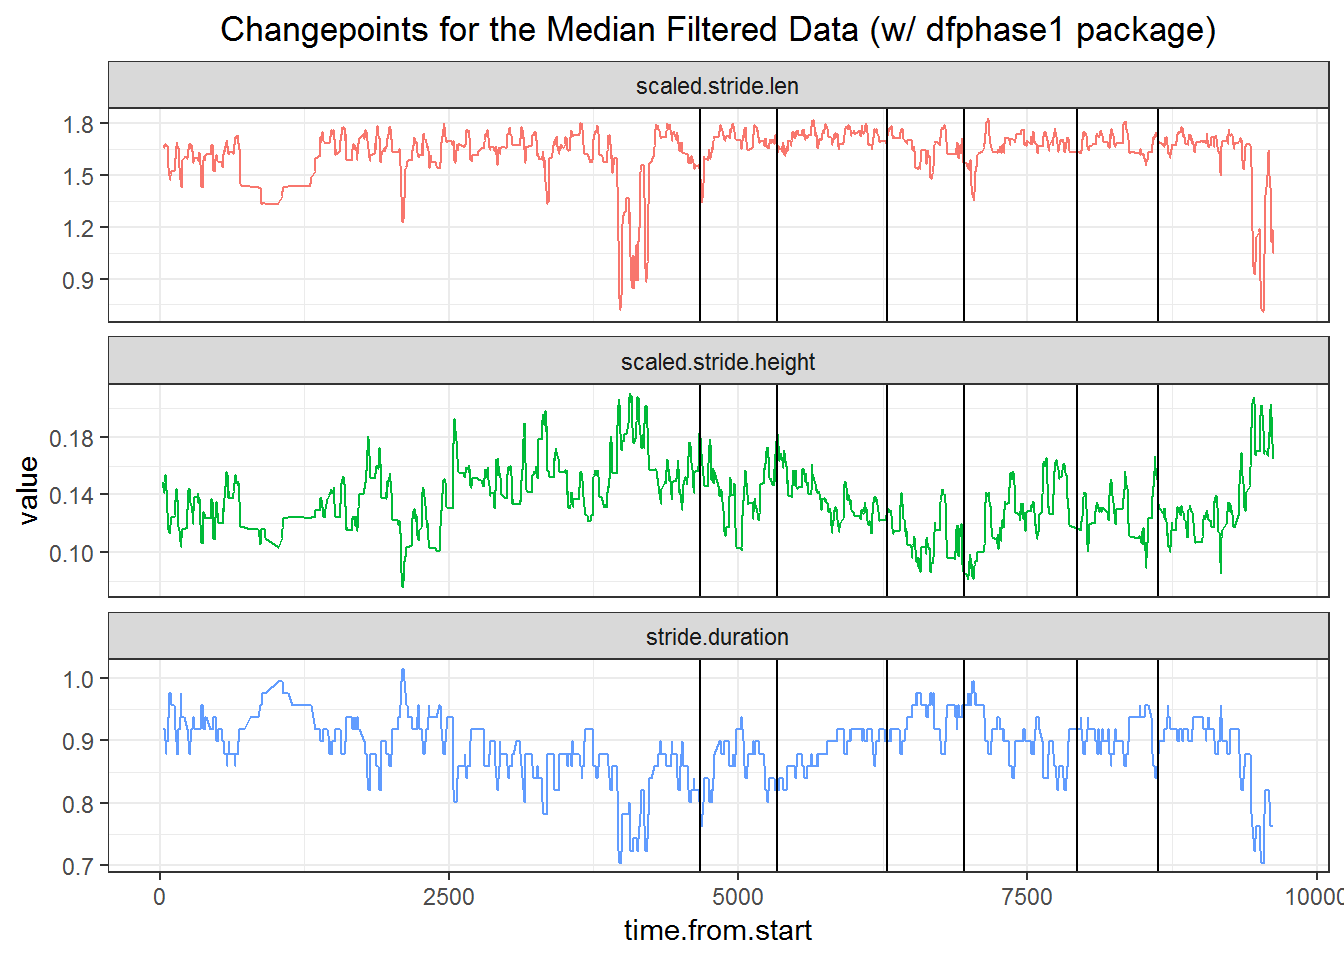 Changepoints for the Median Filtered Data (w/ dfphase1 package)
scaled.stride.len
1.8
1.5
1.2
0.9
scaled.stride.height
0.18
0.14
0.10
value
stride.duration
1.0
0.9
0.8
0.7
0 2500 5000 7500 10000
time.from.start